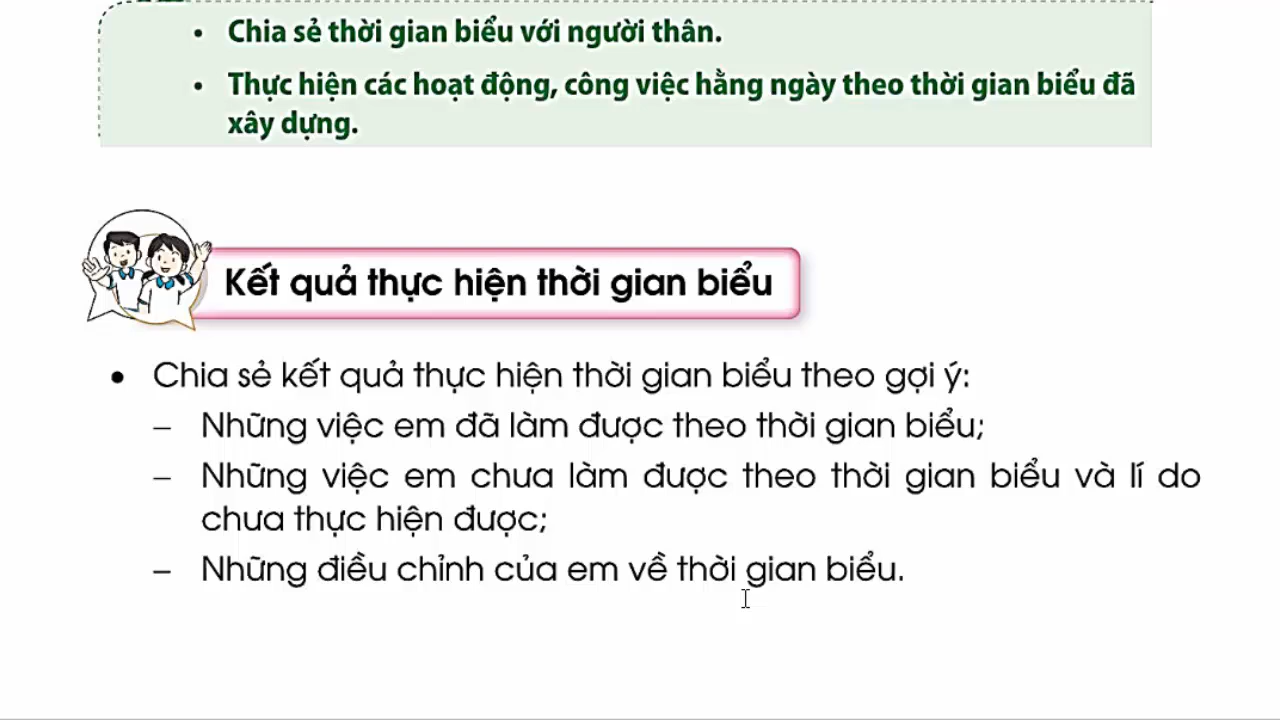 • Chia sẻ thời gian biểu với người thân.
• Thực hiện các hoạt động, công việc hằng ngày theo thời gian biểu đã
xây dựng.
Kết quả thực hiện thời gian biểu
• Chia sẻ kết quả thực hiện thời gian biểu theo gợi ý:
– Những việc em đã làm được theo thời gian biểu;
– Những việc em chưa làm được theo thời gian biểu và lí do
chưa thực hiện được;
– Những điều chỉnh của em về thời gian biểu.